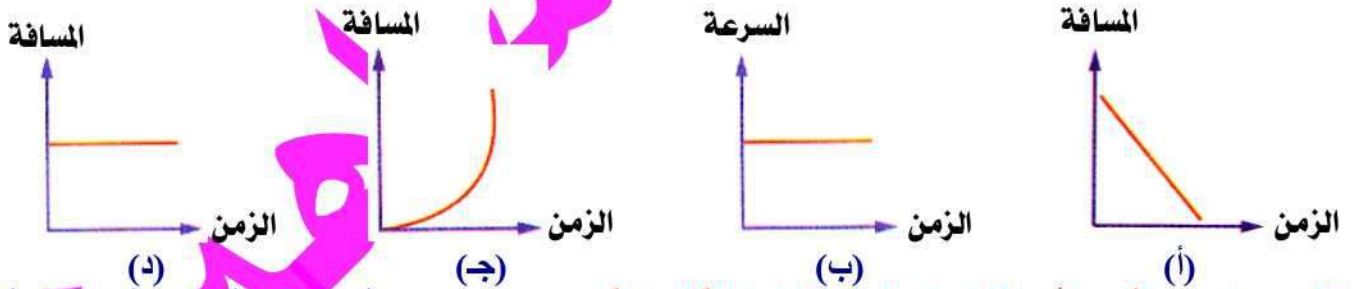 المسافة السرعة المسافة المسافة
الزمن الزمن الزمن الزمن
(أ) (ب) (جـ) (د)